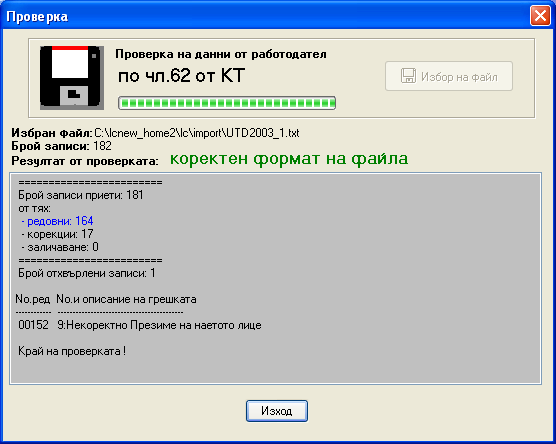 Проверка
Проверка на данни от работодател
по чл.62 от КТ
Избор на файл
Избран файл: C:\lcnew_home2\lc\import\UTD2003_1.txt
Брой записи: 182
Резултат от проверката: коректен формат на файла
========================
Брой записи приети: 181
от тях:
- редовни: 164
- корекции: 17
- заличаване: 0
========================
Брой отхвърлени записи: 1
No.ред No.и описание на грешката
----------- ------------------------------------------
00152 9:Некоректно Презиме на наетото лице
Край на проверката !
Изход